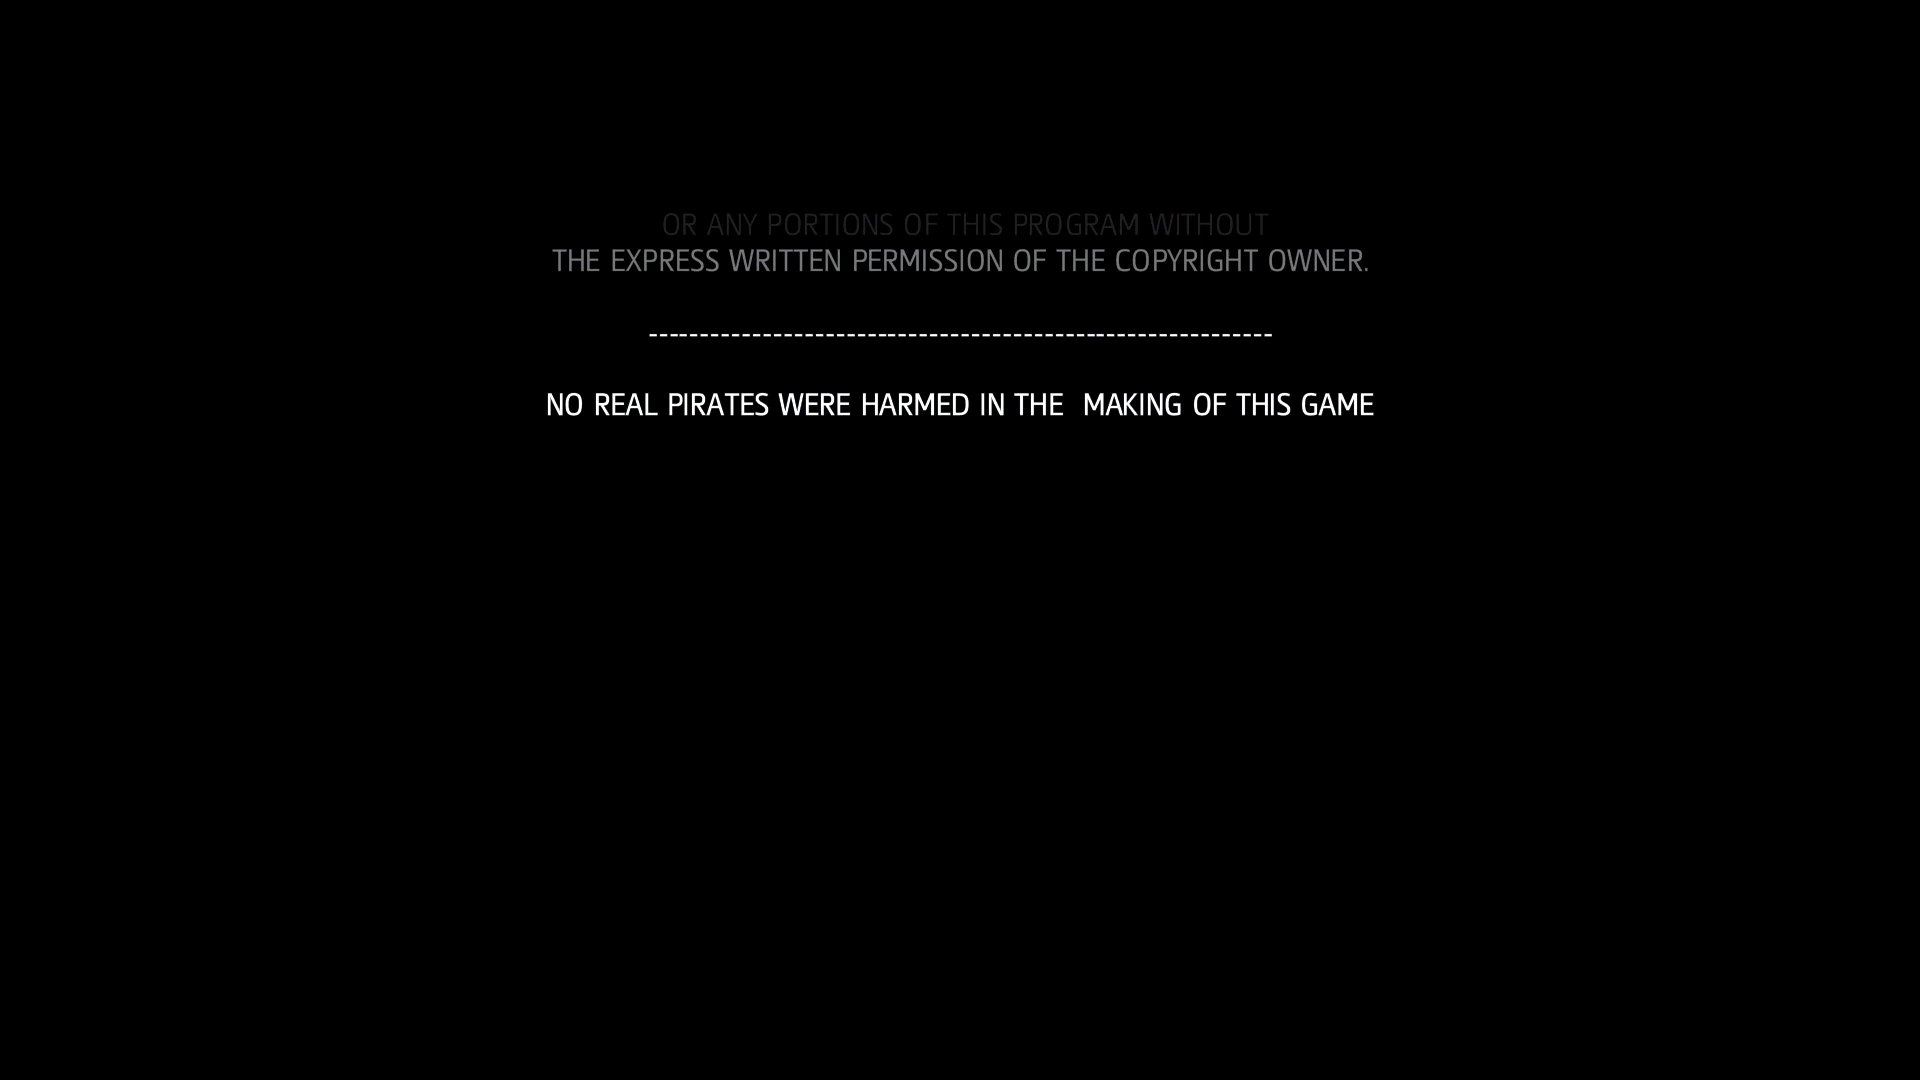 OR ANY PORTIONS OF THIS PROGRAM WITHOUT
THE EXPRESS WRITTEN PERMISSION OF THE COPYRIGHT OWNER.
------------------------------------------------------------
NO REAL PIRATES WERE HARMED IN THE  MAKING OF THIS GAME